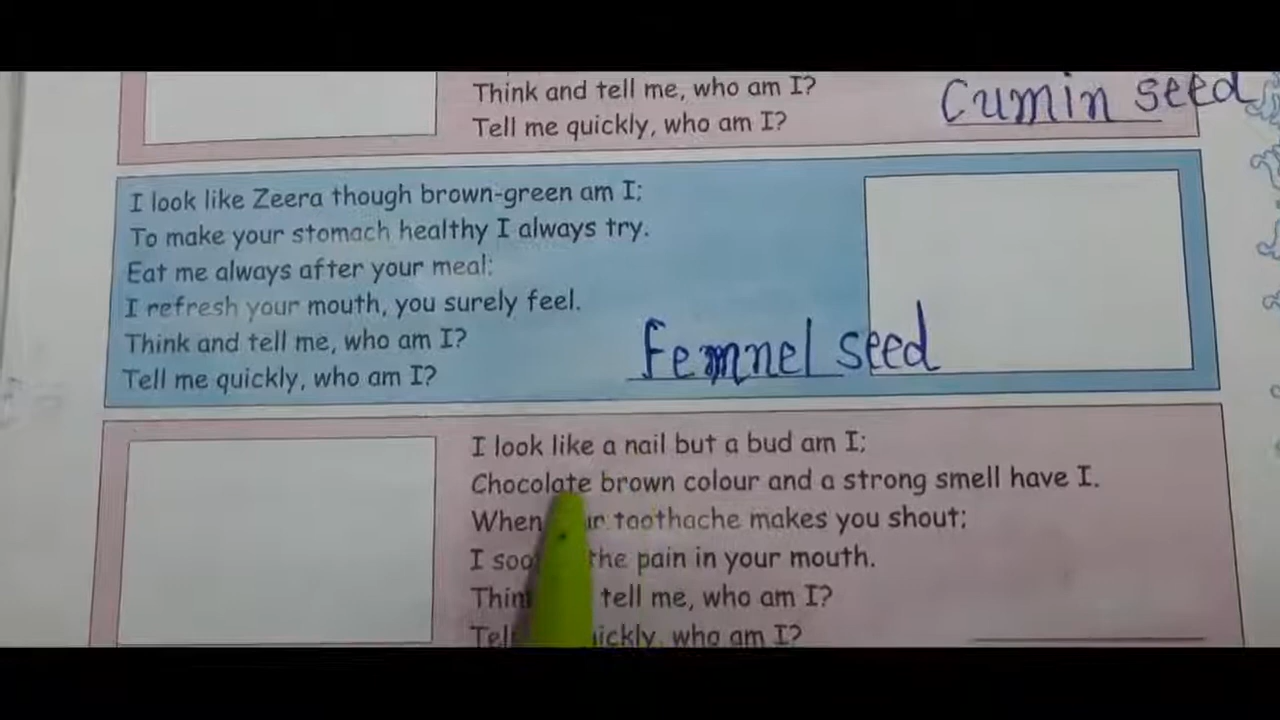 Think and tell me, who am I?
Tell me quickly, who am I?
Cumin seed
I look like Zeera though brown-green am I;
To make your stomach healthy I always try.
Eat me always after your meal;
I refresh your mouth, you surely feel.
Think and tell me, who am I?
Tell me quickly, who am I?
Fennel seed
I look like a nail but a bud am I;
Chocolate brown colour and a strong smell have I.
When toothache makes you shout;
I the pain in your mouth.
tell me, who am I?
who am I?